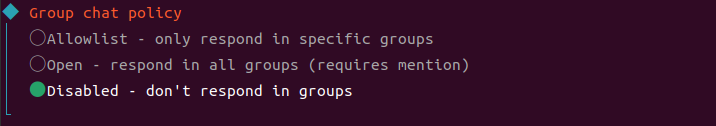 Group chat policy
Allowlist - only respond in specific groups
Open - respond in all groups (requires mention)
Disabled - don't respond in groups